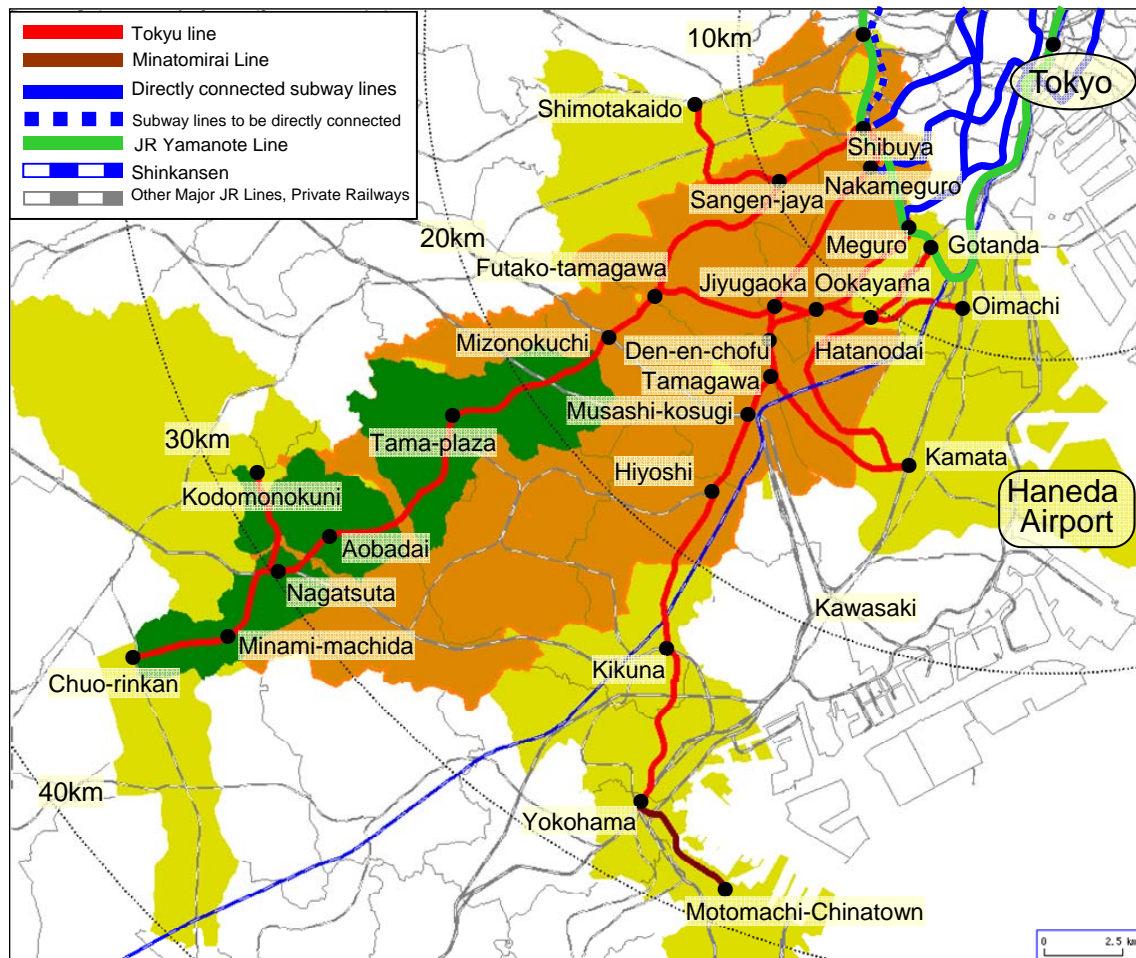 Tokyu line
Minatomirai Line
Directly connected subway lines
Subway lines to be directly connected
JR Yamanote Line
Shinkansen
Other Major JR Lines, Private Railways
10km
Tokyo
Shimotakaido
Shibuya
Sangen-jaya
Nakameguro
20km
Meguro
Gotanda
Futako-tamagawa
Jiyugaoka
Ookayama
Oimachi
Mizonokuchi
Den-en-chofu
Hatanodai
Tamagawa
Musashi-kosugi
30km
Tama-plaza
Kodomonokuni
Hiyoshi
Kamata
Haneda
Airport
Aobadai
Nagatsuta
Kawasaki
Minami-machida
Kikuna
Chuo-rinkan
40km
Yokohama
Motomachi-Chinatown
0 2.5 km